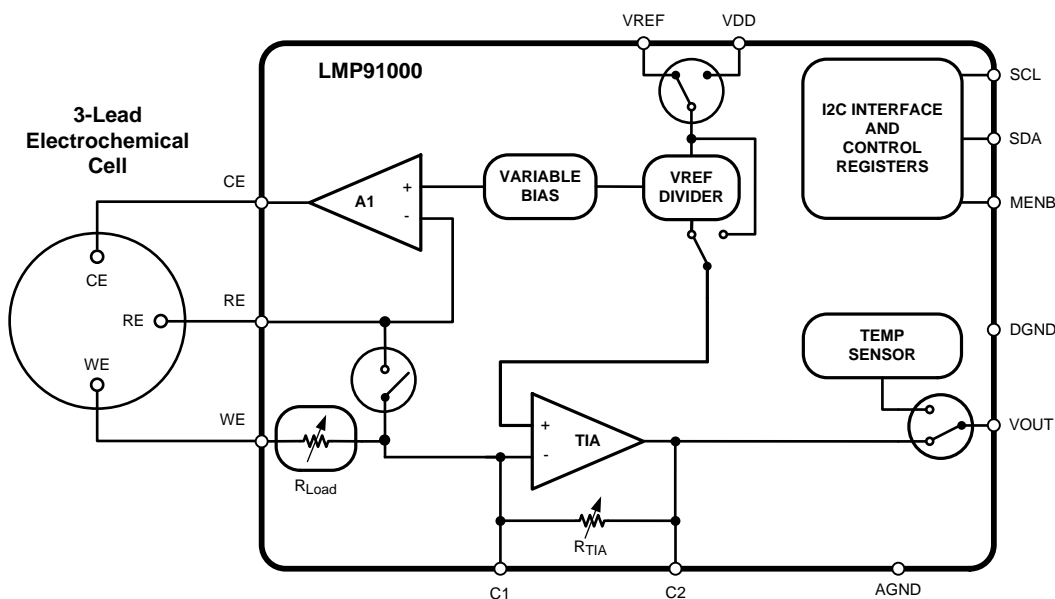 VREF
VDD
LMP91000
SCL
3-Lead
Electrochemical
Cell
I2C INTERFACE
AND
CONTROL
REGISTERS
SDA
CE
A1
+
-
VARIABLE
BIAS
VREF
DIVIDER
MENB
CE
RE
RE
WE
TEMP
SENSOR
DGND
WE
RLoad
+
-
TIA
VOUT
RTIA
C1
C2
AGND